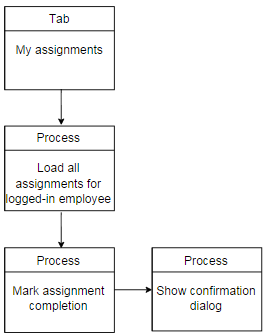 Tab
My assignments
Process
Load all
assignments for
logged-in employee
Process
Mark assignment
completion
Process
Show confirmation
dialog